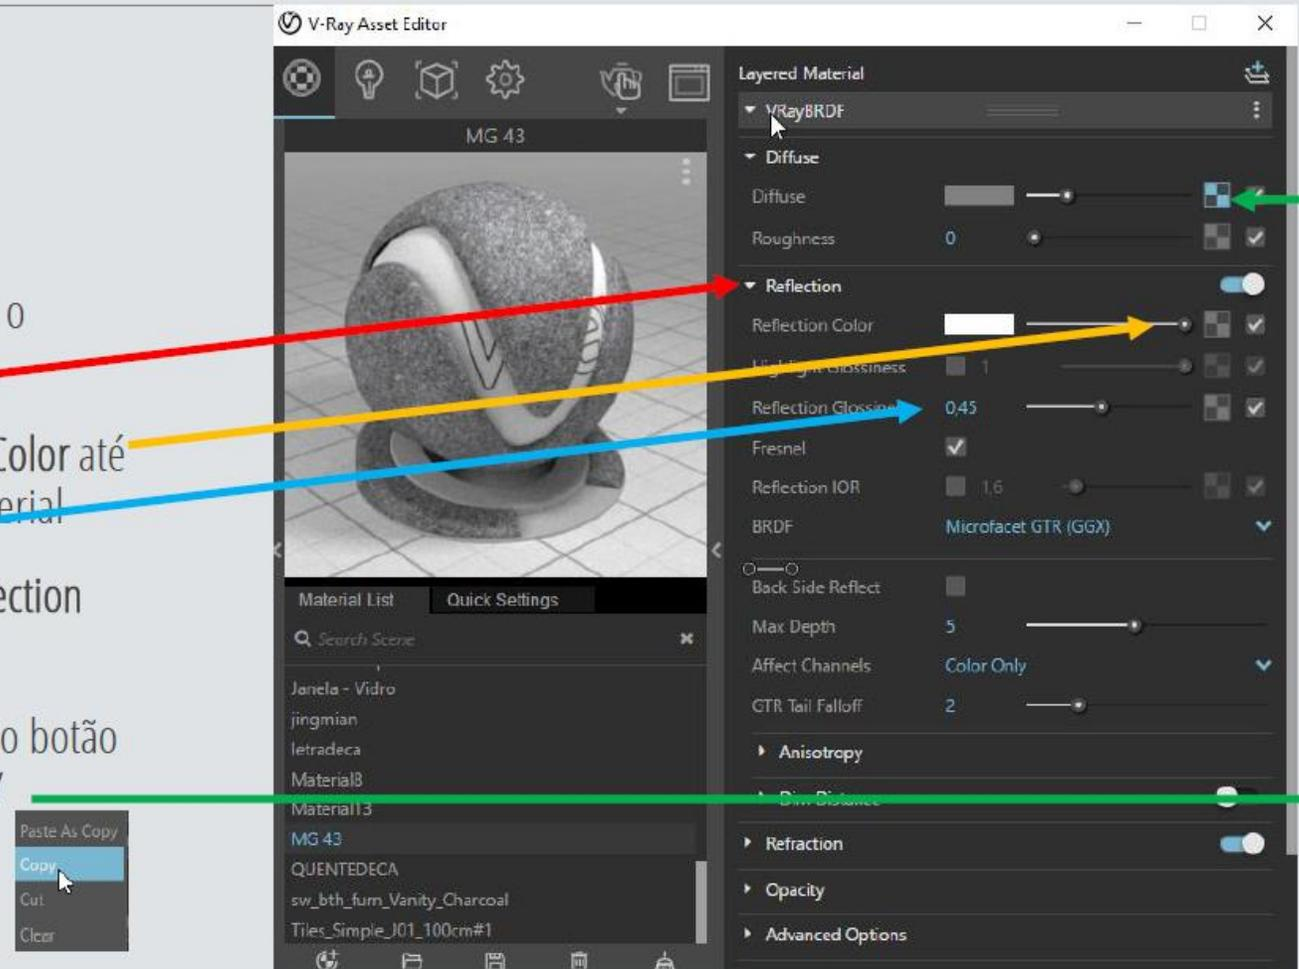 o
Color até
erial
ection
o botão
Paste As Copy
Copy
Cut
Clear
V-Ray Asset Editor
MG 43
Material List Quick Settings
Search Scene
Janela - Vidro
jingmian
letradeca
Material8
Material13
MG 43
QUENTEDECA
sw_bth_furn_Vanity_Charcoal
Tiles_Simple_J01_100cm#1
Layered Material
VRayBRDF
Diffuse
Diffuse
Roughness 0
Reflection
Reflection Color
Highlight Glossiness 1
Reflection Glossine 0,45
Fresnel
Reflection IOR 1,6
BRDF Microfacet GTR (GGX)
Back Side Reflect
Max Depth 5
Affect Channels Color Only
GTR Tail Falloff 2
Anisotropy
Dim Distance
Refraction
Opacity
Advanced Options